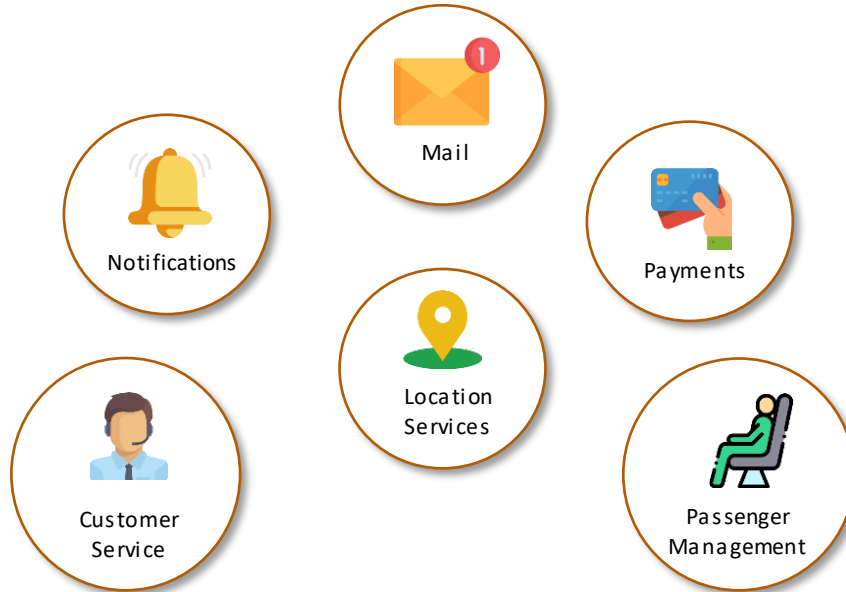 1
Mail
Notifications
Payments
Location
Services
Customer
Service
Passenger
Management